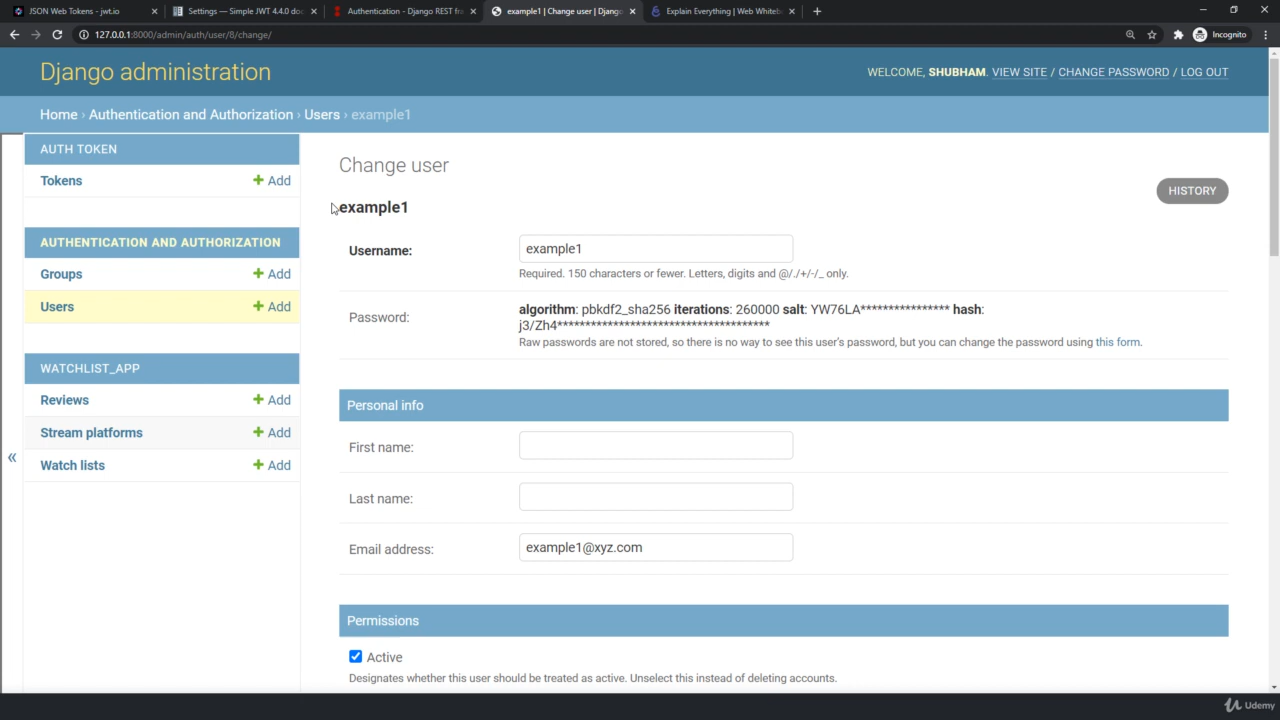 JSON Web Tokens - jwt.io
Settings — Simple JWT 4.4.0 doc
Authentication - Django REST fra
example1 | Change user | Django
Explain Everything | Web Whiteb
127.0.0.1:8000/admin/auth/user/8/change/
Incognito
Django administration
WELCOME, SHUBHAM. VIEW SITE / CHANGE PASSWORD / LOG OUT
Home › Authentication and Authorization › Users › example1
AUTH TOKEN
Tokens + Add
AUTHENTICATION AND AUTHORIZATION
Groups + Add
Users + Add
WATCHLIST_APP
Reviews + Add
Stream platforms + Add
Watch lists + Add
«
Change user
HISTORY
example1
Username: example1
Required. 150 characters or fewer. Letters, digits and @/./+/-/_ only.
Password: algorithm: pbkdf2_sha256 iterations: 260000 salt: YW76LA**************** hash:
j3/Zh4**************************************
Raw passwords are not stored, so there is no way to see this user's password, but you can change the password using this form.
Personal info
First name:
Last name:
Email address: example1@xyz.com
Permissions
Active
Designates whether this user should be treated as active. Unselect this instead of deleting accounts.
Udemy